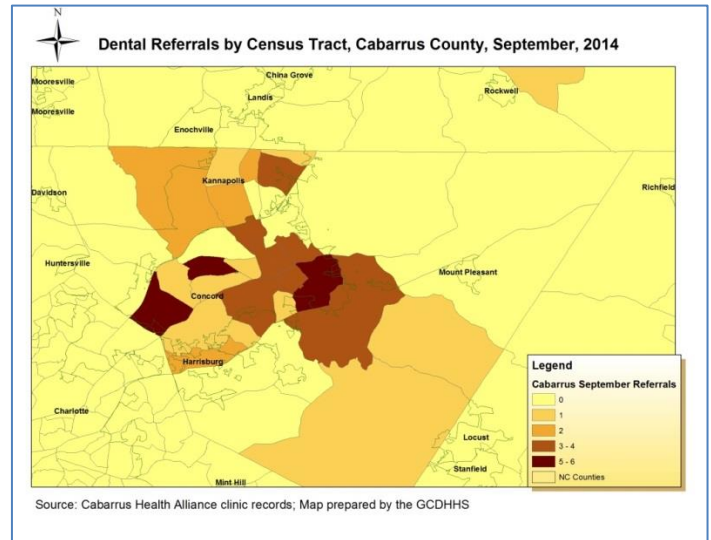 N
Dental Referrals by Census Tract, Cabarrus County, September, 2014
China Grove
Mooresville
Rockwell
Landis
Mooresville
Enochville
Kannapolis
Davidson
Richfield
Huntersville
Mount Pleasant
Concord
Harrisburg
Charlotte
Locust
Stanfield
Mint Hill
Legend
Cabarrus September Referrals
0
1
2
3 - 4
5 - 6
NC Counties
Source: Cabarrus Health Alliance clinic records; Map prepared by the GCDHHS